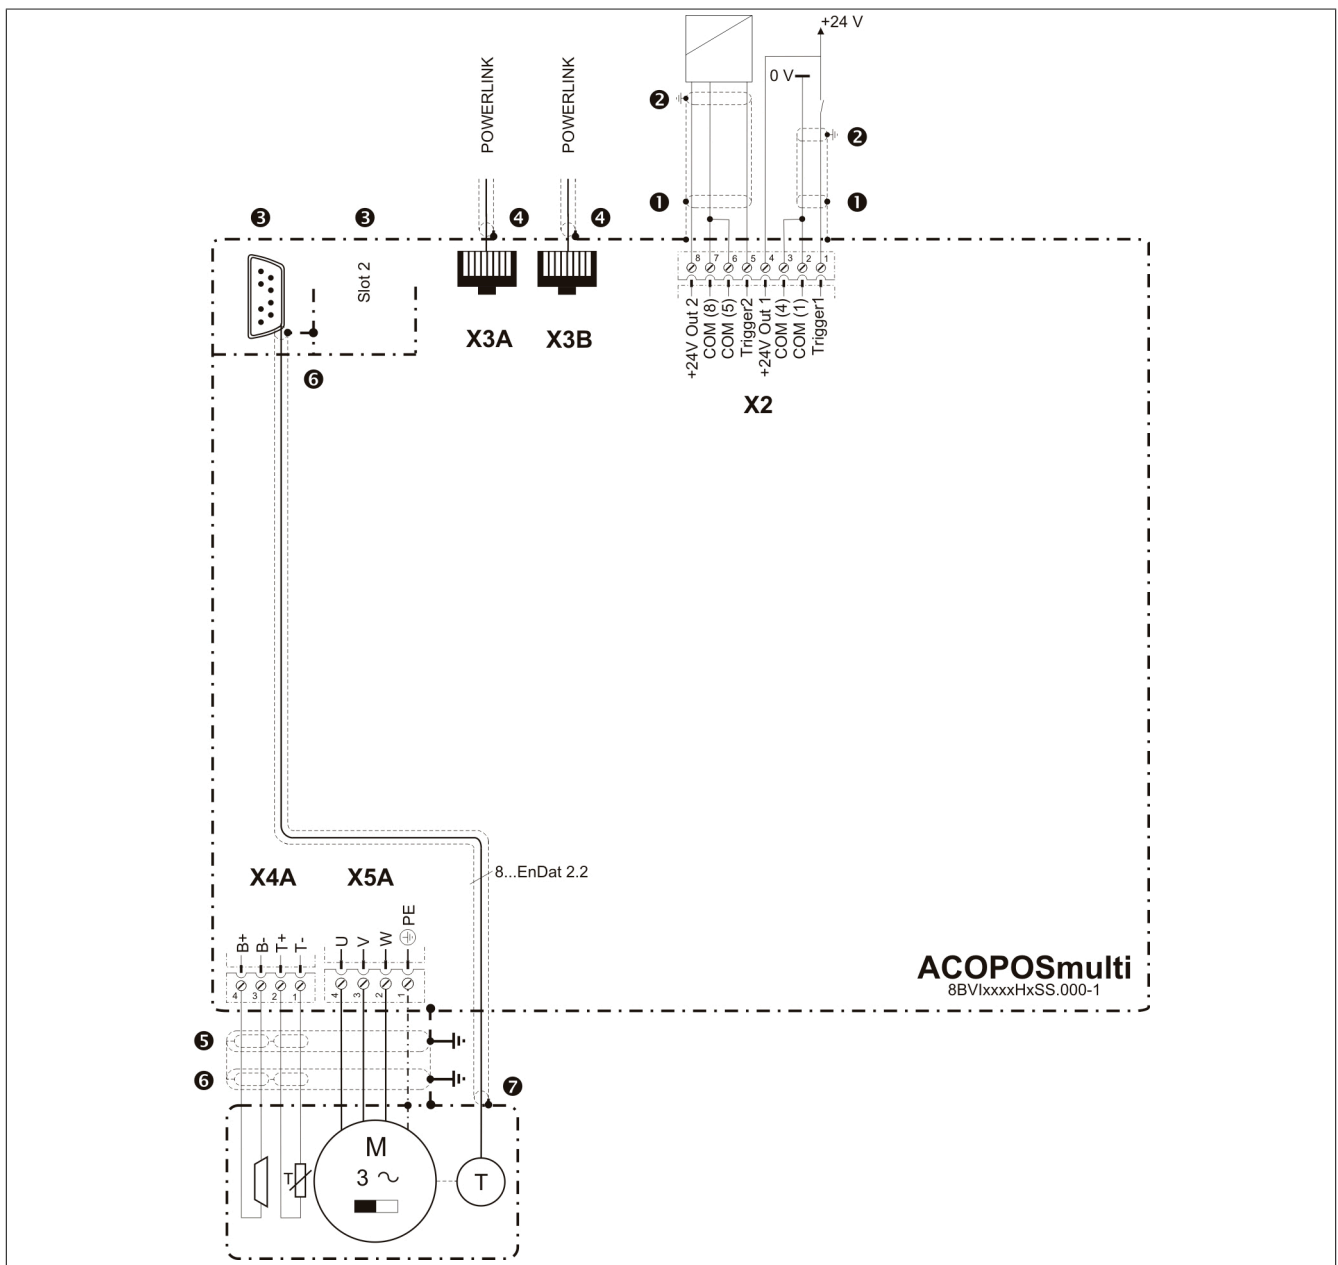 +24 V
0 V
POWERLINK
POWERLINK
❷
❷
❶
❶
❸
❸
❹
❹
Slot 2
8 7 6 5 4 3 2 1
+24V Out 2
COM (8)
COM (5)
Trigger2
+24V Out 1
COM (4)
COM (1)
Trigger1
X3A
X3B
X2
❻
8...EnDat 2.2
X4A
X5A
B+
B-
T+
T-
U
V
W
PE
4 3 2 1
4 3 2 1
ACOPOSmulti
8BVIxxxxHxSS.000-1
❺
❻
❼
M
3 ~
T
T